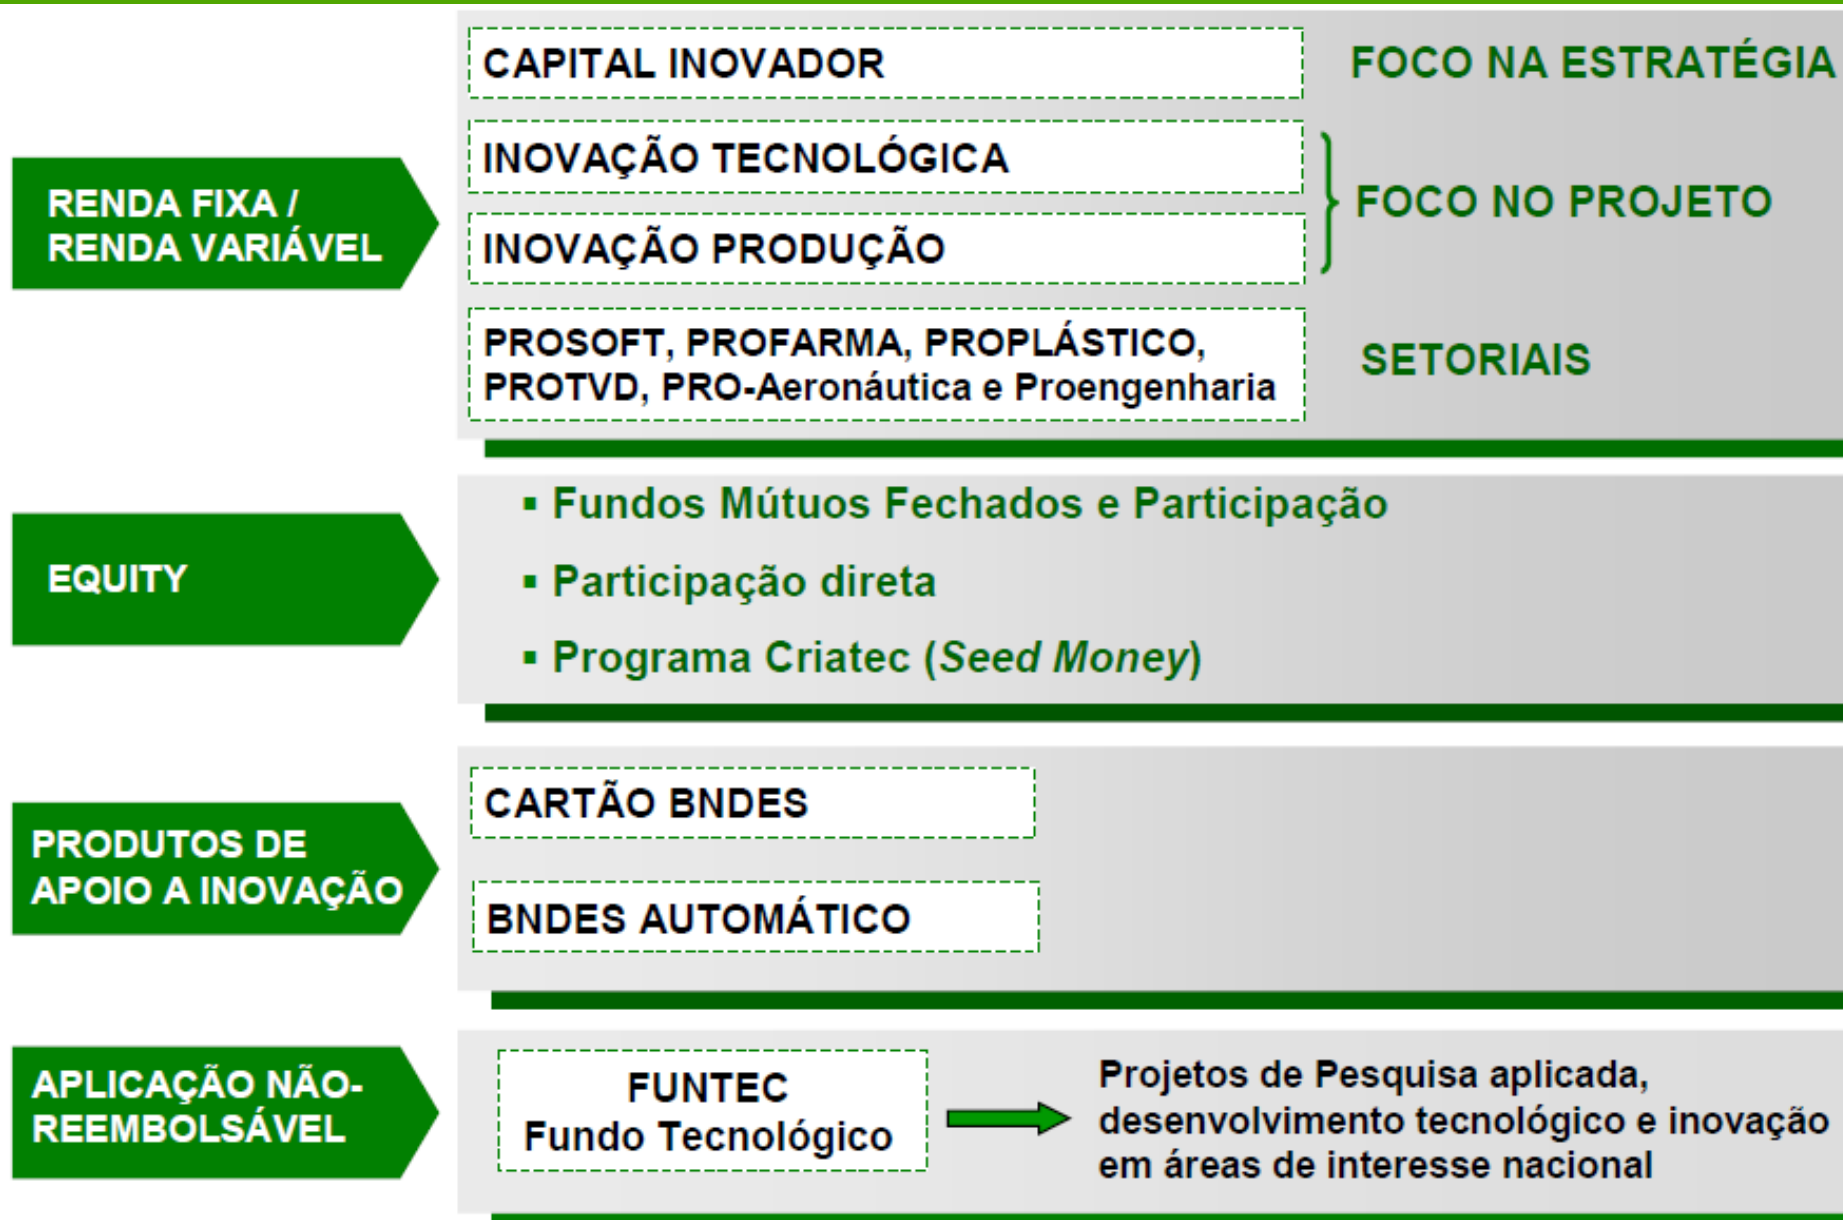 RENDA FIXA /
RENDA VARIÁVEL
CAPITAL INOVADOR
FOCO NA ESTRATÉGIA
INOVAÇÃO TECNOLÓGICA
INOVAÇÃO PRODUÇÃO
FOCO NO PROJETO
PROSOFT, PROFARMA, PROPLÁSTICO,
PROTVD, PRO-Aeronáutica e Proengenharia
SETORIAIS
EQUITY
▪ Fundos Mútuos Fechados e Participação
▪ Participação direta
▪ Programa Criatec (Seed Money)
PRODUTOS DE
APOIO A INOVAÇÃO
CARTÃO BNDES
BNDES AUTOMÁTICO
APLICAÇÃO NÃO-
REEMBOLSÁVEL
FUNTEC
Fundo Tecnológico
Projetos de Pesquisa aplicada,
desenvolvimento tecnológico e inovação
em áreas de interesse nacional